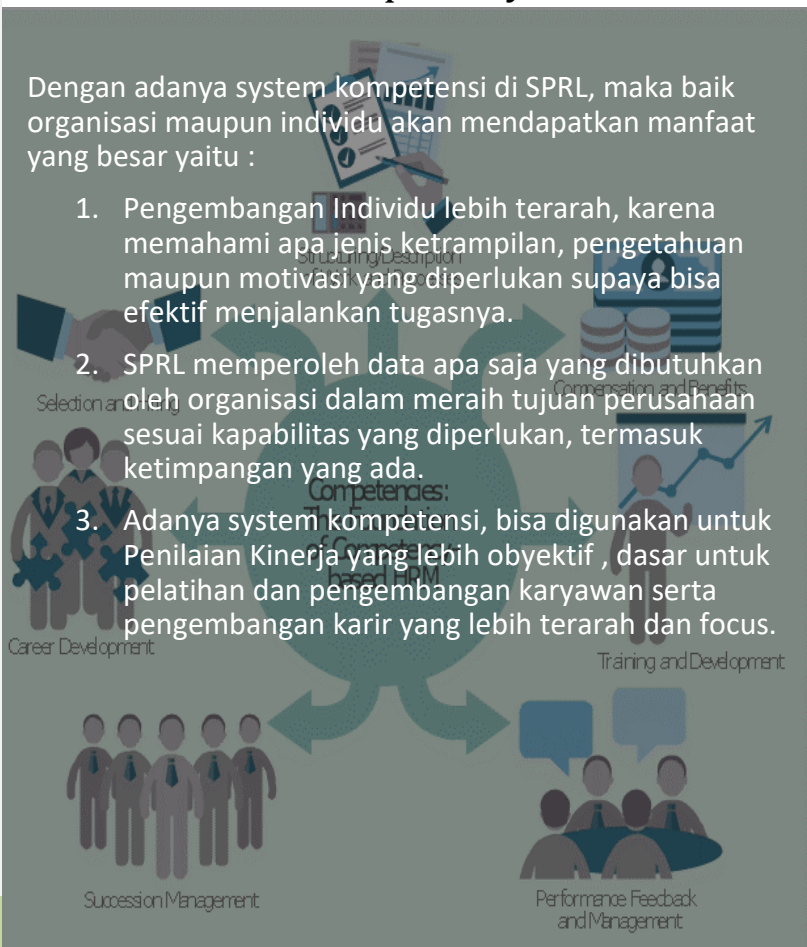 Dengan adanya system kompetensi di SPRL, maka baik
organisasi maupun individu akan mendapatkan manfaat
yang besar yaitu :
1. Pengembangan Individu lebih terarah, karena
memahami apa jenis ketrampilan, pengetahuan
maupun motivasi yang diperlukan supaya bisa
efektif menjalankan tugasnya.
2. SPRL memperoleh data apa saja yang dibutuhkan
oleh organisasi dalam meraih tujuan perusahaan
sesuai kapabilitas yang diperlukan, termasuk
ketimpangan yang ada.
3. Adanya system kompetensi, bisa digunakan untuk
Penilaian Kinerja yang lebih obyektif , dasar untuk
pelatihan dan pengembangan karyawan serta
pengembangan karir yang lebih terarah dan focus.
Compensation and Benefits
Competencies:
based HRM
Career Development
Training and Development
Succession Management
Performance Feedback
and Management